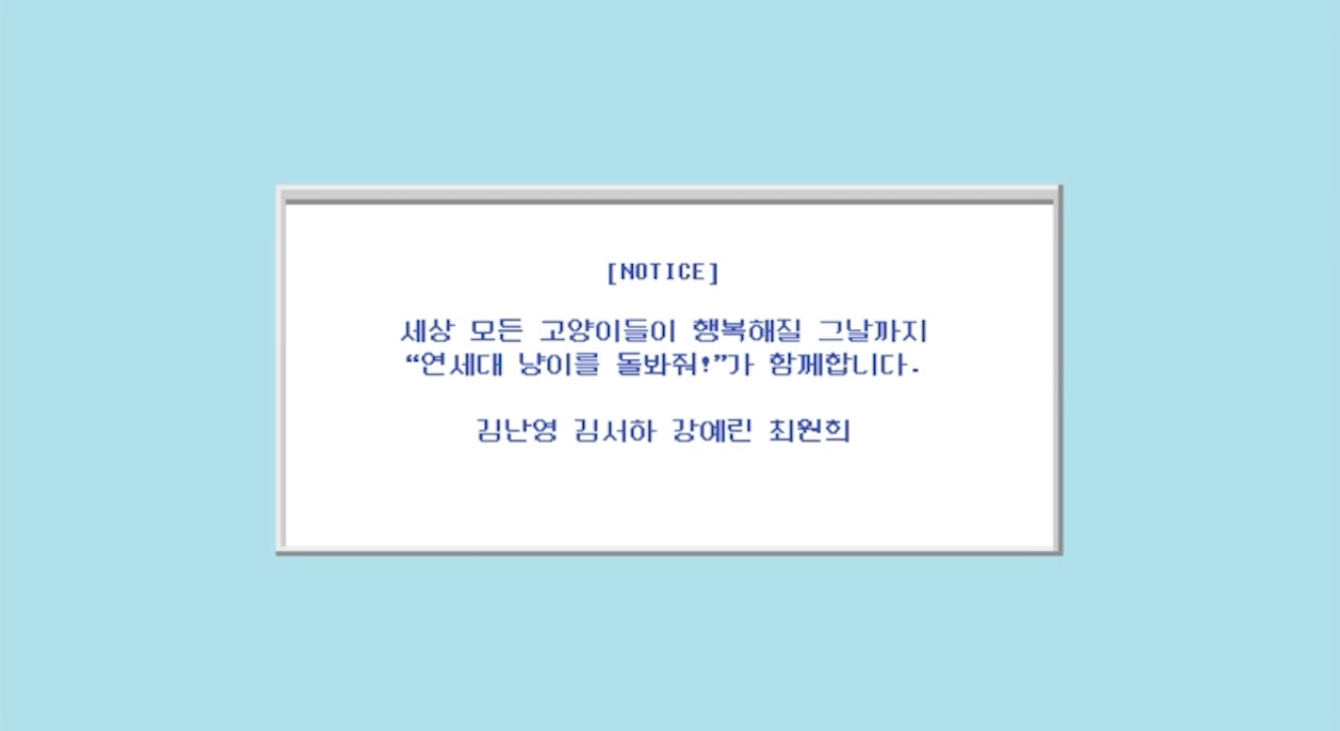 [NOTICE]
세상 모든 고양이들이 행복해질 그날까지
“연세대 냥이를 돌봐줘!”가 함께합니다.
김난영 김서하 강예린 최원희